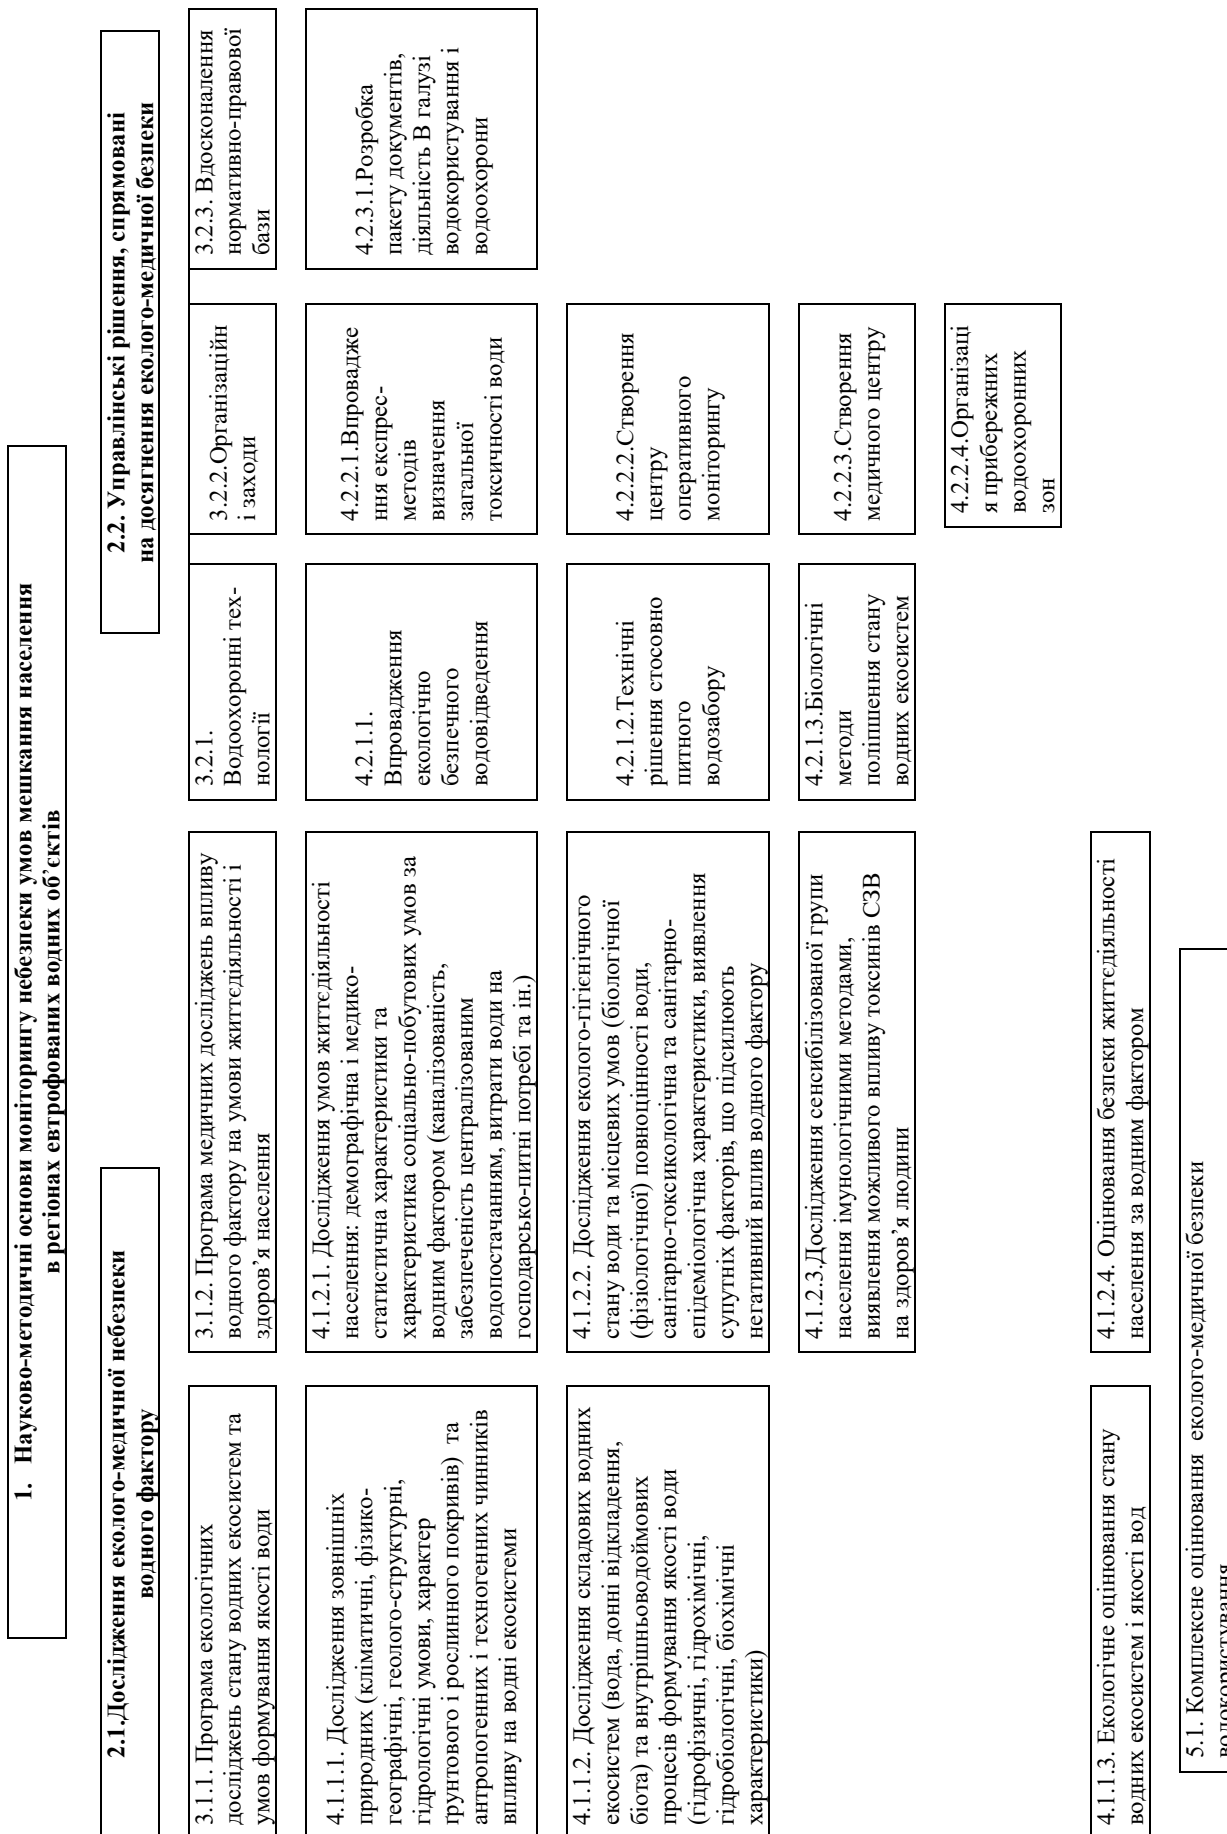 1. Науково-методичні основи моніторингу небезпеки умов мешкання населення
в регіонах евтрофованих водних об’єктів
2.1.Дослідження еколого-медичної небезпеки
водного фактору
2.2. Управлінські рішення, спрямовані
на досягнення еколого-медичної безпеки
3.1.1. Програма екологічних
досліджень стану водних екосистем та
умов формування якості води
3.1.2. Програма медичних досліджень впливу
водного фактору на умови життєдіяльності і
здоров’я населення
3.2.1.
Водоохоронні тех-
нології
3.2.2.Організаційн
і заходи
3.2.3. Вдосконалення
нормативно-правової
бази
4.1.1.1. Дослідження зовнішніх
природних (кліматичні, фізико-
географічні, геолого-структурні,
гідрологічні умови, характер
ґрунтового і рослинного покривів) та
антропогенних і техногенних чинників
впливу на водні екосистеми
4.1.2.1. Дослідження умов життєдіяльності
населення: демографічна і медико-
статистична характеристики та
характеристика соціально-побутових умов за
водним фактором (каналізованість,
забезпеченість централізованим
водопостачанням, витрати води на
господарсько-питні потребі та ін.)
4.2.1.1.
Впровадження
екологічно
безпечного
водовідведення
4.2.2.1.Впровадже
ння експрес-
методів
визначення
загальної
токсичності води
4.2.3.1.Розробка
пакету документів,
діяльність В галузі
водокористування і
водоохорони
4.1.1.2. Дослідження складових водних
екосистем (вода, донні відкладення,
біота) та внутрішньоводоймових
процесів формування якості води
(гідрофізичні, гідрохімічні,
гідробіологічні, біохімічні
характеристики)
4.1.2.2. Дослідження еколого-гігієнічного
стану води та місцевих умов (біологічної
(фізіологічної) повноцінності води,
санітарно-токсикологічна та санітарно-
епідеміологічна характеристики, виявлення
супутніх факторів, що підсилюють
негативний вплив водного фактору
4.2.1.2.Технічні
рішення стосовно
питного
водозабору
4.2.2.2.Створення
центру
оперативного
моніторингу
4.1.2.3.Дослідження сенсибілізованої групи
населення імунологічними методами,
виявлення можливого впливу токсинів СЗВ
на здоров’я людини
4.2.1.3.Біологічні
методи
поліпшення стану
водних екосистем
4.2.2.3.Створення
медичного центру
4.2.2.4.Організаці
я прибережних
водоохоронних
зон
4.1.1.3. Екологічне оцінювання стану
водних екосистем і якості вод
4.1.2.4. Оцінювання безпеки життєдіяльності
населення за водним фактором
5.1. Комплексне оцінювання еколого-медичної безпеки
водокористування